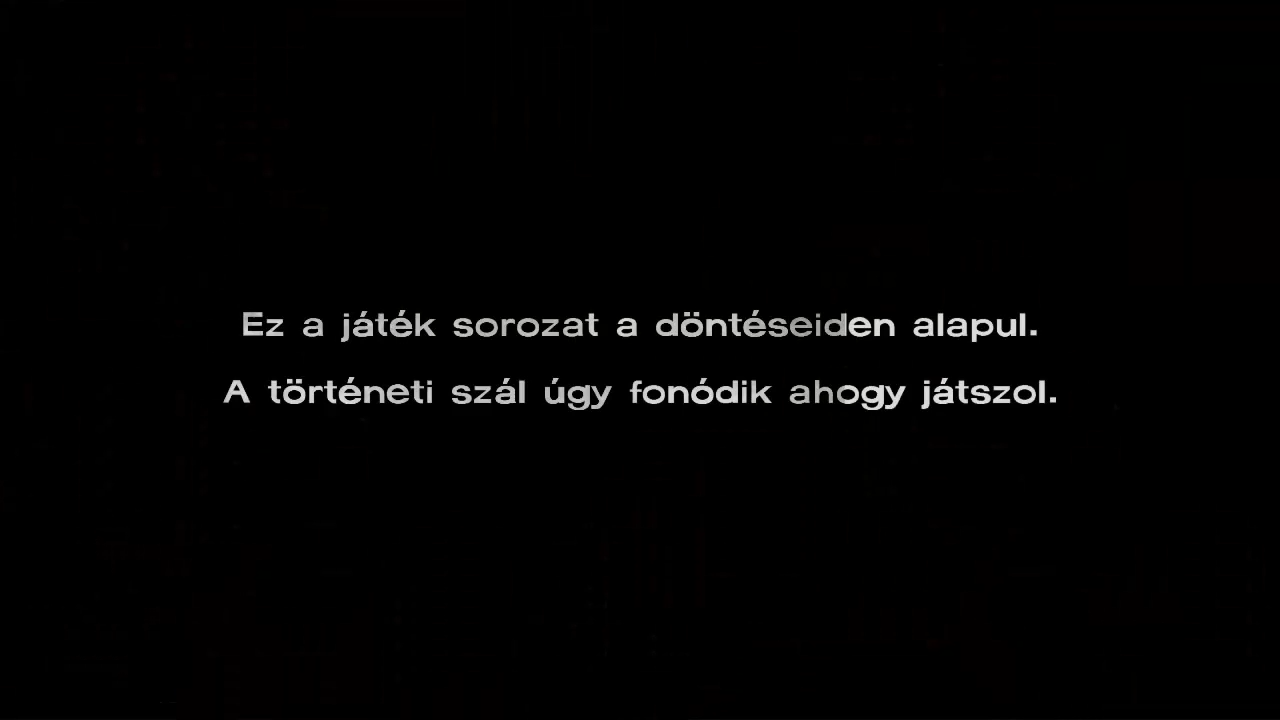 Ez a játék sorozat a döntéseiden alapul.
A történeti szál úgy fonódik ahogy játszol.